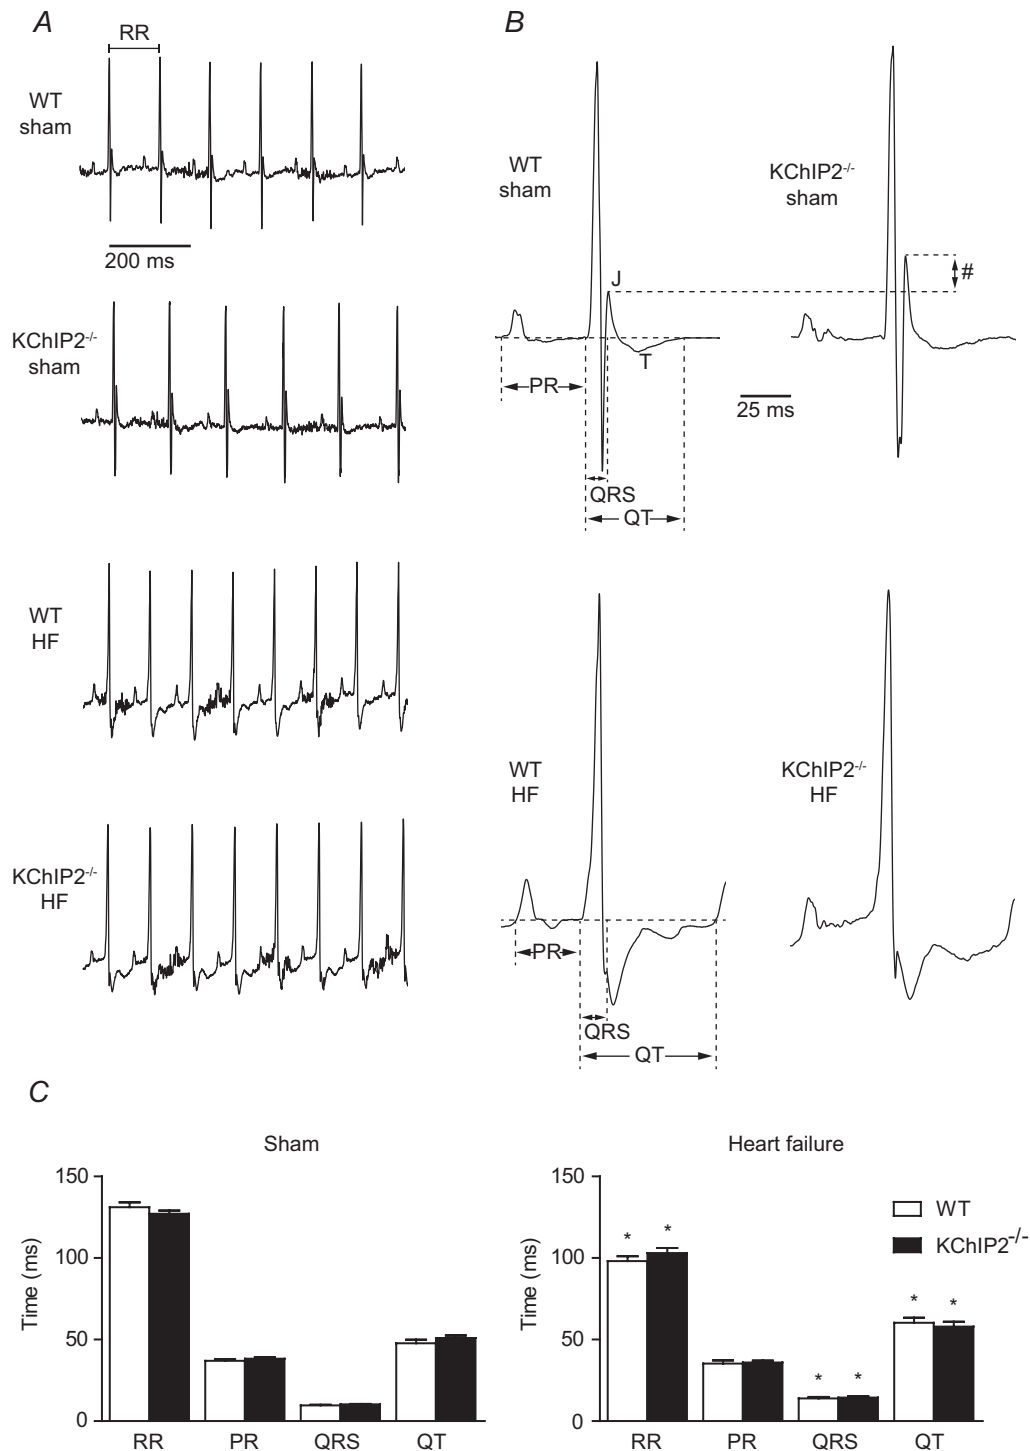 A
RR
WT
sham
200 ms
KChIP2-/-
sham
WT
HF
KChIP2-/-
HF
B
WT
sham
KChIP2-/-
sham
J
#
T
PR
25 ms
QRS
QT
WT
HF
KChIP2-/-
HF
PR
QRS
QT
C
Sham
Time (ms)
150
100
50
0
RR PR QRS QT
Heart failure
Time (ms)
150
100
50
0
* *
* *
* *
WT
KChIP2-/-
RR PR QRS QT